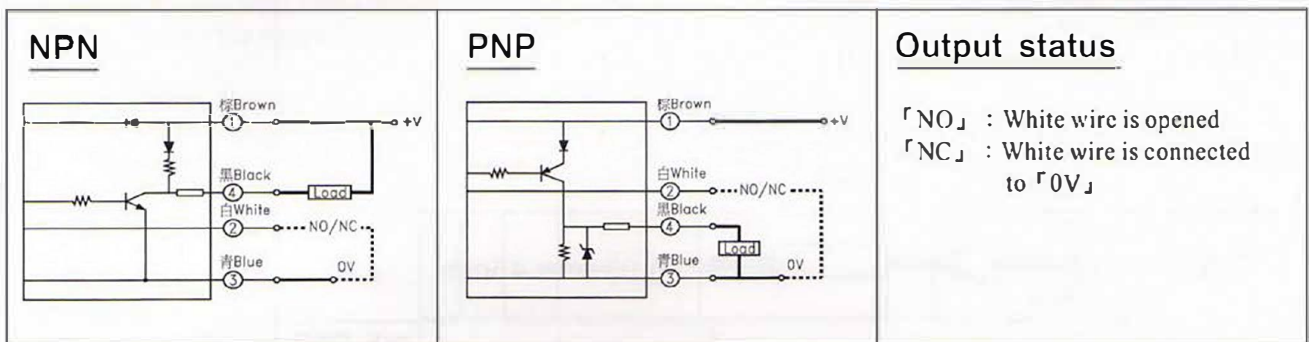 NPN
棕Brown
①
+V
黑Black
④
Load
白White
②
NO/NC
青Blue
③
0V
PNP
棕Brown
①
+V
白White
②
NO/NC
黑Black
④
Load
青Blue
③
0V
Output status
「NO」 : White wire is opened
「NC」 : White wire is connected
to「0V」